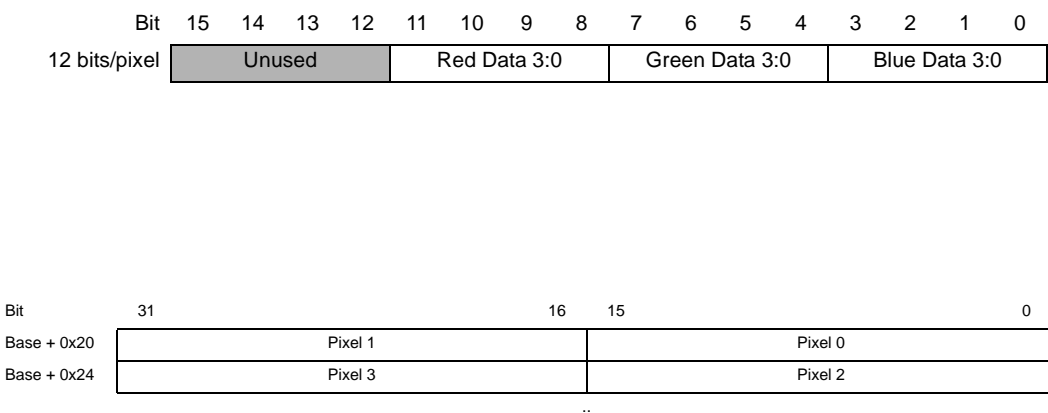 Bit 15 14 13 12 11 10 9 8 7 6 5 4 3 2 1 0
12 bits/pixel Unused Red Data 3:0 Green Data 3:0 Blue Data 3:0
Bit 31 16 15 0
Base + 0x20 Pixel 1 Pixel 0
Base + 0x24 Pixel 3 Pixel 2